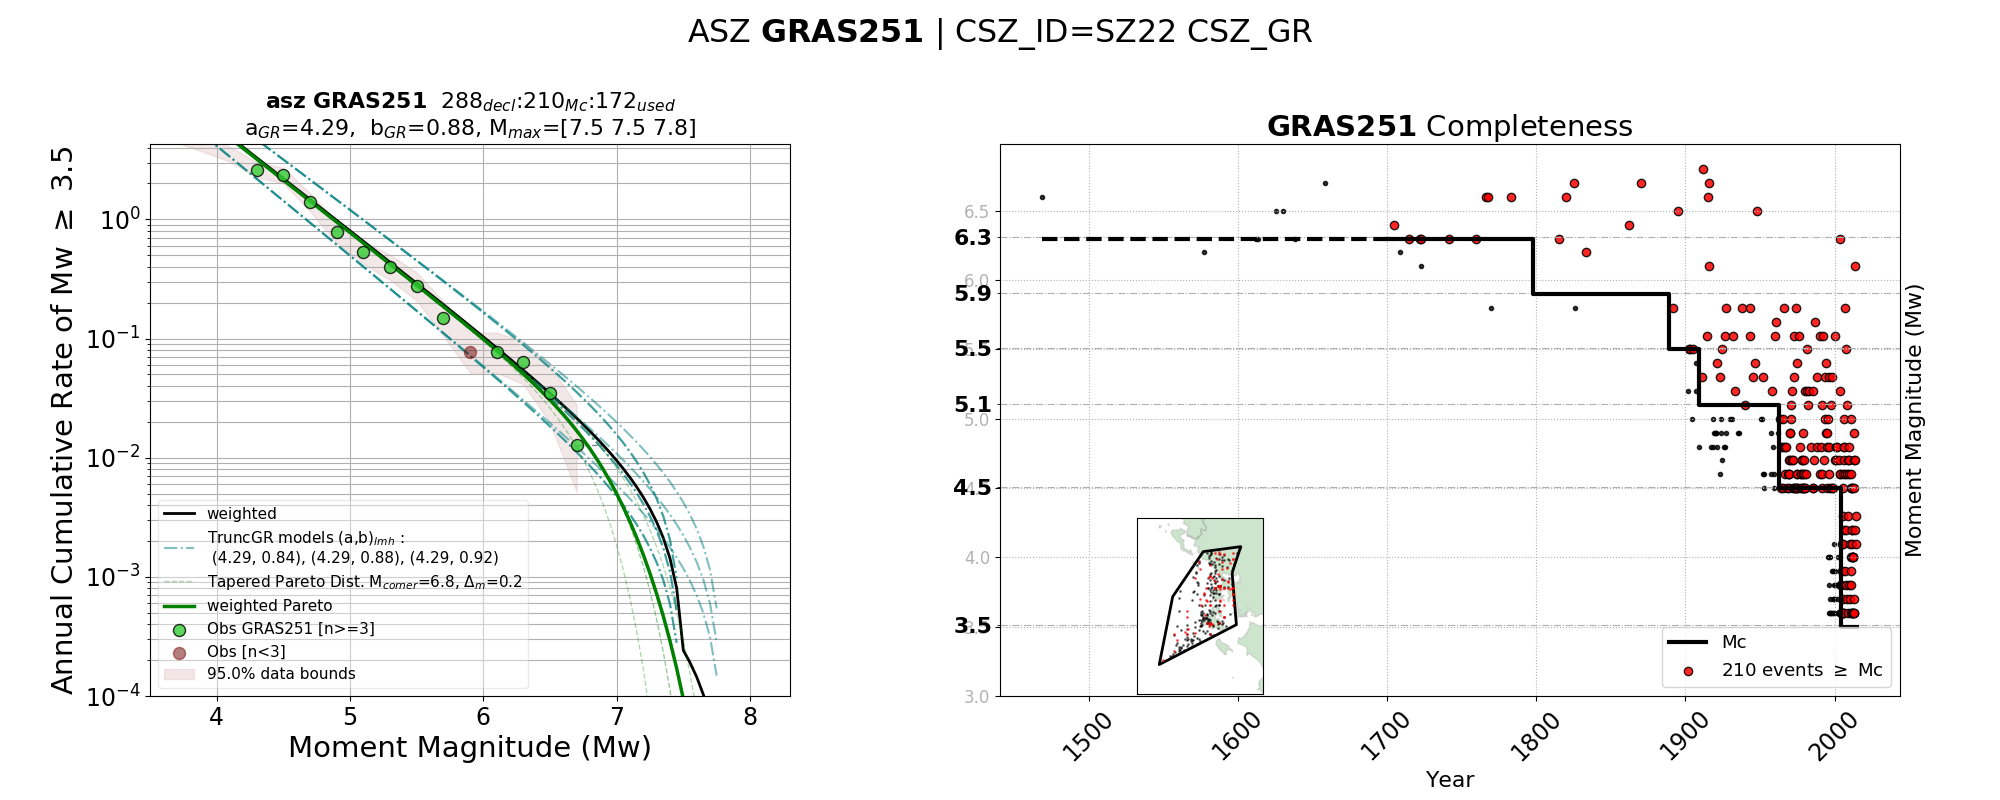 ASZ GRAS251 | CSZ_ID=SZ22 CSZ_GR
asz GRAS251 288decl:210Mc:172used
aGR=4.29, bGR=0.88, Mmax=[7.5 7.5 7.8]
Annual Cumulative Rate of Mw ≥ 3.5
10^0
10^−1
10^−2
10^−3
10^−4
weighted
TruncGR models (a,b)lmh :
(4.29, 0.84), (4.29, 0.88), (4.29, 0.92)
Tapered Pareto Dist. Mcorner=6.8, Δm=0.2
weighted Pareto
Obs GRAS251 [n>=3]
Obs [n<3]
95.0% data bounds
4 5 6 7 8
Moment Magnitude (Mw)
GRAS251 Completeness
6.5
6.3
6.0
5.9
5.5
5.1
5.0
4.5
4.0
3.5
3.0
Moment Magnitude (Mw)
Mc
210 events ≥ Mc
1500 1600 1700 1800 1900 2000
Year